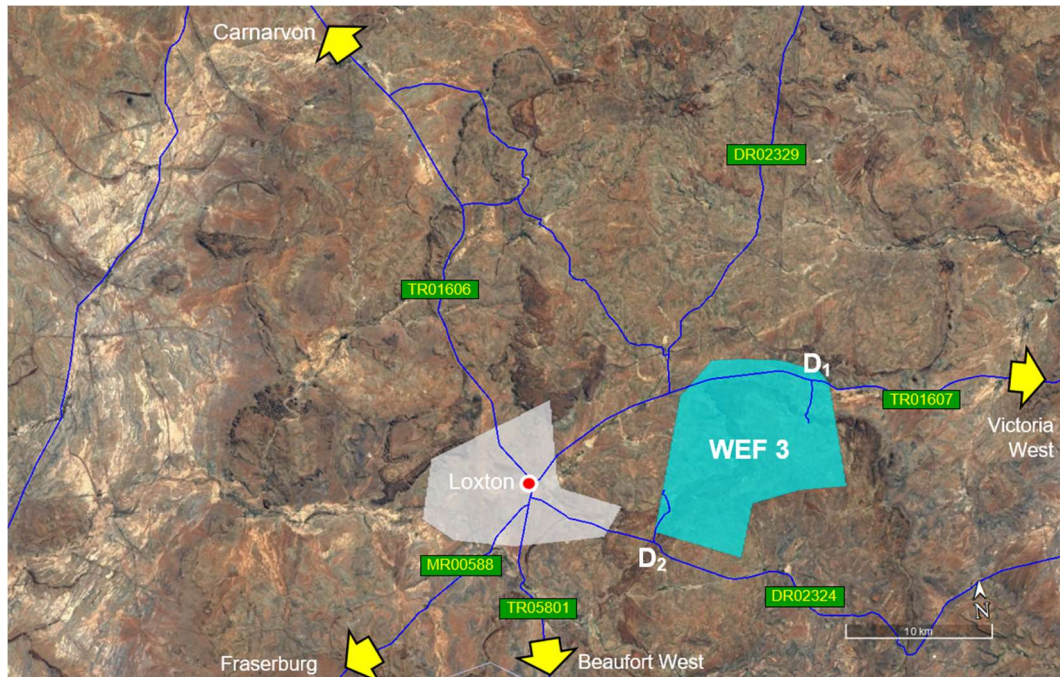 Carnarvon
DR02329
TR01606
D₁
TR01607
Victoria
West
WEF 3
Loxton
D₂
MR00588
DR02324
TR05801
N
10 km
Fraserburg
Beaufort West